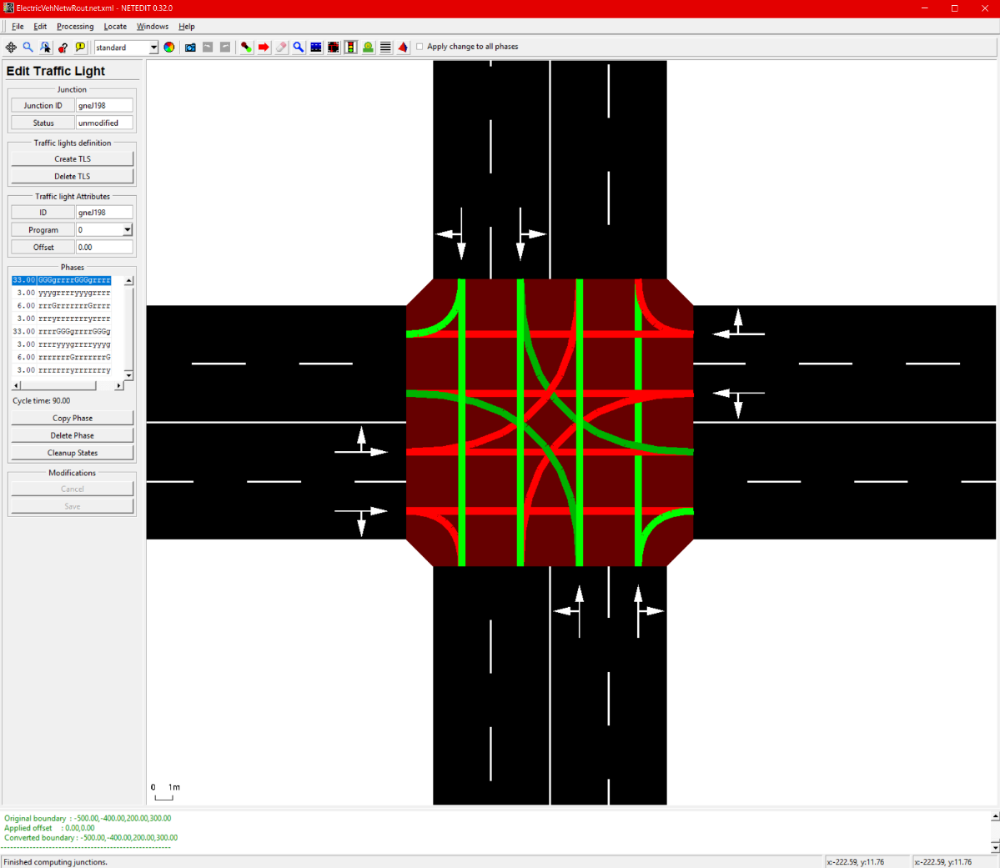 ElectricVehNetwRout.net.xml - NETEDIT 0.32.0
File Edit Processing Locate Windows Help
standard
Apply change to all phases
Edit Traffic Light
Junction
Junction ID gneJ198
Status unmodified
Traffic lights definition
Create TLS
Delete TLS
Traffic light Attributes
ID gneJ198
Program 0
Offset 0.00
Phases
33.00 GGGgrrrrGGGgrrrr
3.00 yyygrrrryyygrrrr
6.00 rrrGrrrrrrrGrrrr
3.00 rrryrrrrrrryrrrr
33.00 rrrrGGGgrrrrGGGg
3.00 rrrryyygrrrryyyg
6.00 rrrrrrrGrrrrrrrG
3.00 rrrrrrryrrrrrrry
Cycle time: 90.00
Copy Phase
Delete Phase
Cleanup States
Modifications
Cancel
Save
0 1m
Original boundary : -500.00,-400.00,200.00,300.00
Applied offset : 0.00,0.00
Converted boundary : -500.00,-400.00,200.00,300.00
Finished computing junctions.
x:-222.59, y:11.76 x:-222.59, y:11.76